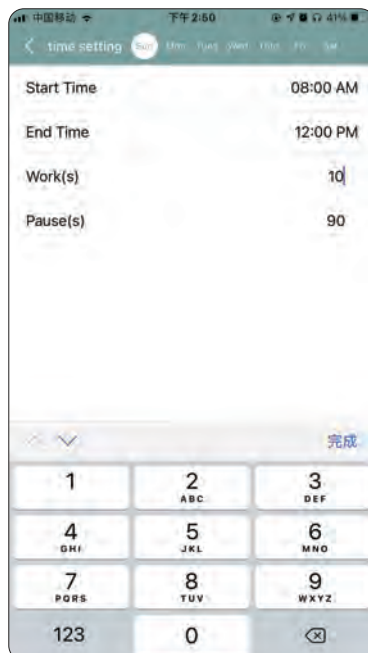 中国移动 下午2:50 41%
time setting Sun Mon Tues Wed Thur Fri Sat
Start Time 08:00 AM
End Time 12:00 PM
Work(s) 10
Pause(s) 90
完成
1 2 3
ABC DEF
4 5 6
GHI JKL MNO
7 8 9
PQRS TUV WXYZ
123 0